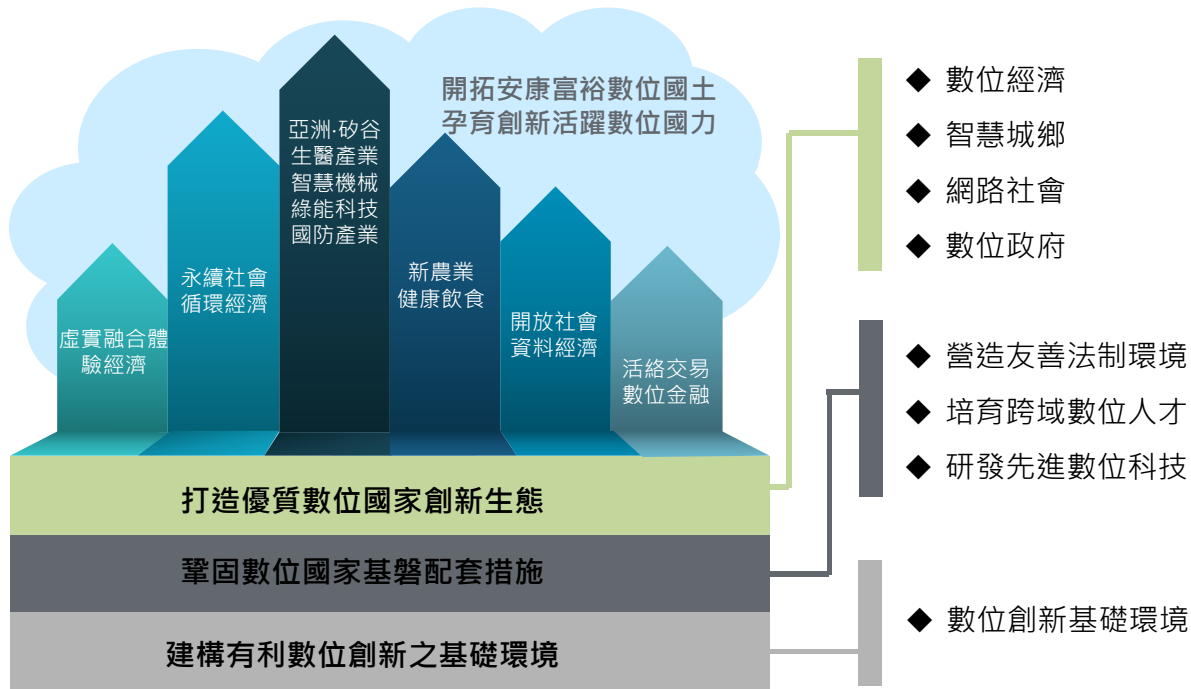 開拓安康富裕數位國土
孕育創新活躍數位國力
亞洲·矽谷
生醫產業
智慧機械
綠能科技
國防產業
永續社會
循環經濟
新農業
健康飲食
開放社會
資料經濟
虛實融合體
驗經濟
活絡交易
數位金融
打造優質數位國家創新生態
鞏固數位國家基磐配套措施
建構有利數位創新之基礎環境
◆ 數位經濟
◆ 智慧城鄉
◆ 網路社會
◆ 數位政府
◆ 營造友善法制環境
◆ 培育跨域數位人才
◆ 研發先進數位科技
◆ 數位創新基礎環境